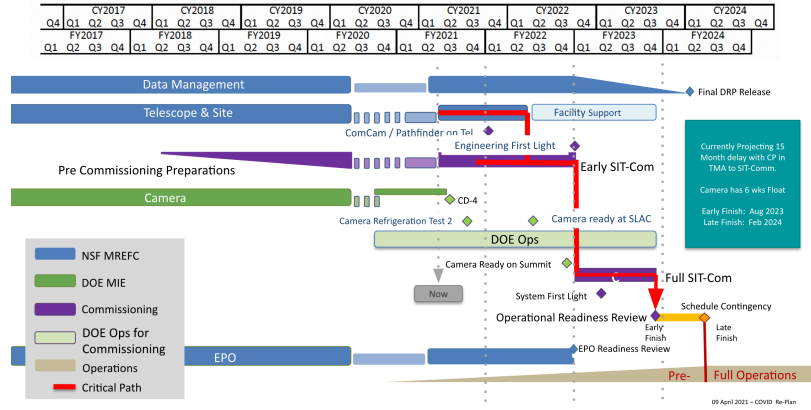 CY2017 CY2018 CY2019 CY2020 CY2021 CY2022 CY2023 CY2024
Q4 Q1 Q2 Q3 Q4 Q1 Q2 Q3 Q4 Q1 Q2 Q3 Q4 Q1 Q2 Q3 Q4 Q1 Q2 Q3 Q4 Q1 Q2 Q3 Q4 Q1 Q2 Q3 Q4 Q1 Q2 Q3 Q4
FY2017 FY2018 FY2019 FY2020 FY2021 FY2022 FY2023 FY2024
Q1 Q2 Q3 Q4 Q1 Q2 Q3 Q4 Q1 Q2 Q3 Q4 Q1 Q2 Q3 Q4 Q1 Q2 Q3 Q4 Q1 Q2 Q3 Q4 Q1 Q2 Q3 Q4 Q1 Q2 Q3 Q4
Data Management
Final DRP Release
Telescope & Site
Facility Support
ComCam / Pathfinder on Tel
Engineering First Light
Pre Commissioning Preparations
Early SIT-Com
Currently Projecting 15
Month delay with CP in
TMA to SIT-Comm.
Camera has 6 wks Float
Early Finish: Aug 2023
Late Finish: Feb 2024
Camera
CD-4
Camera Refrigeration Test 2
Camera ready at SLAC
DOE Ops
Camera Ready on Summit
Full SIT-Com
Now
System First Light
Schedule Contingency
Operational Readiness Review
Early
Finish
Late
Finish
NSF MREFC
DOE MIE
Commissioning
DOE Ops for
Commissioning
Operations
Critical Path
EPO
EPO Readiness Review
Pre- Full Operations
09 April 2021 – COVID Re-Plan